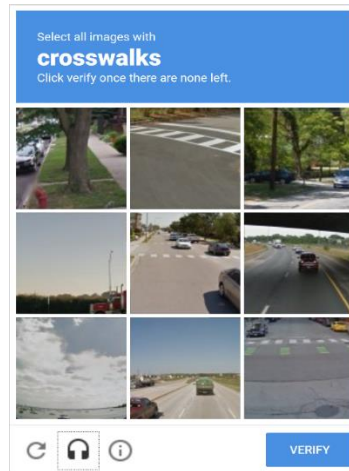 Select all images with
crosswalks
Click verify once there are none left.
VERIFY